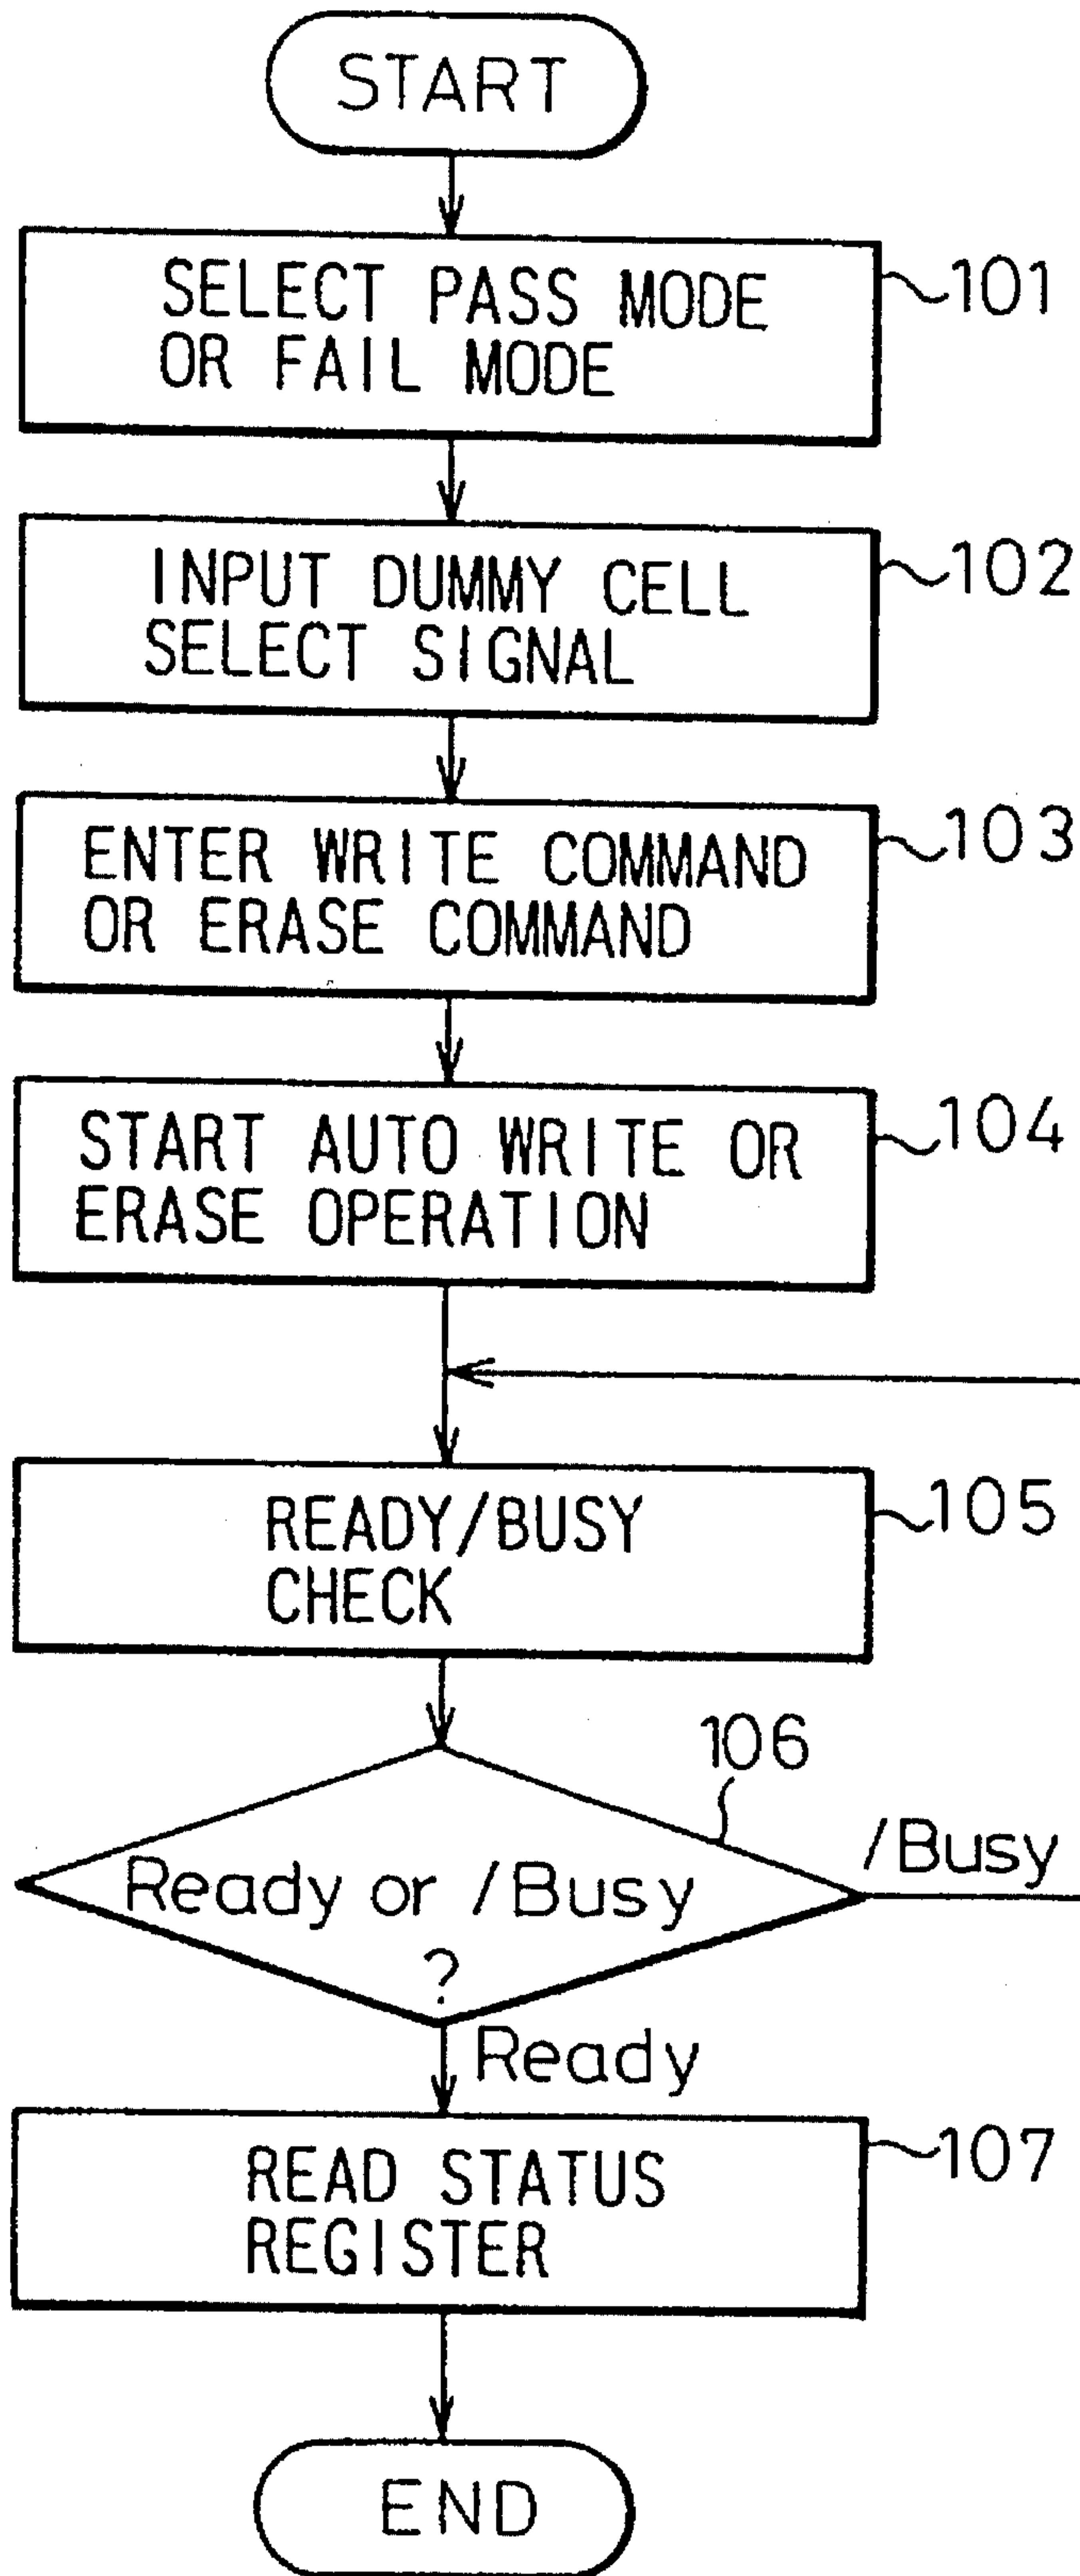 START
SELECT PASS MODE
OR FAIL MODE
101
INPUT DUMMY CELL
SELECT SIGNAL
102
ENTER WRITE COMMAND
OR ERASE COMMAND
103
START AUTO WRITE OR
ERASE OPERATION
104
READY/BUSY
CHECK
105
106
Ready or /Busy
?
/Busy
Ready
READ STATUS
REGISTER
107
END